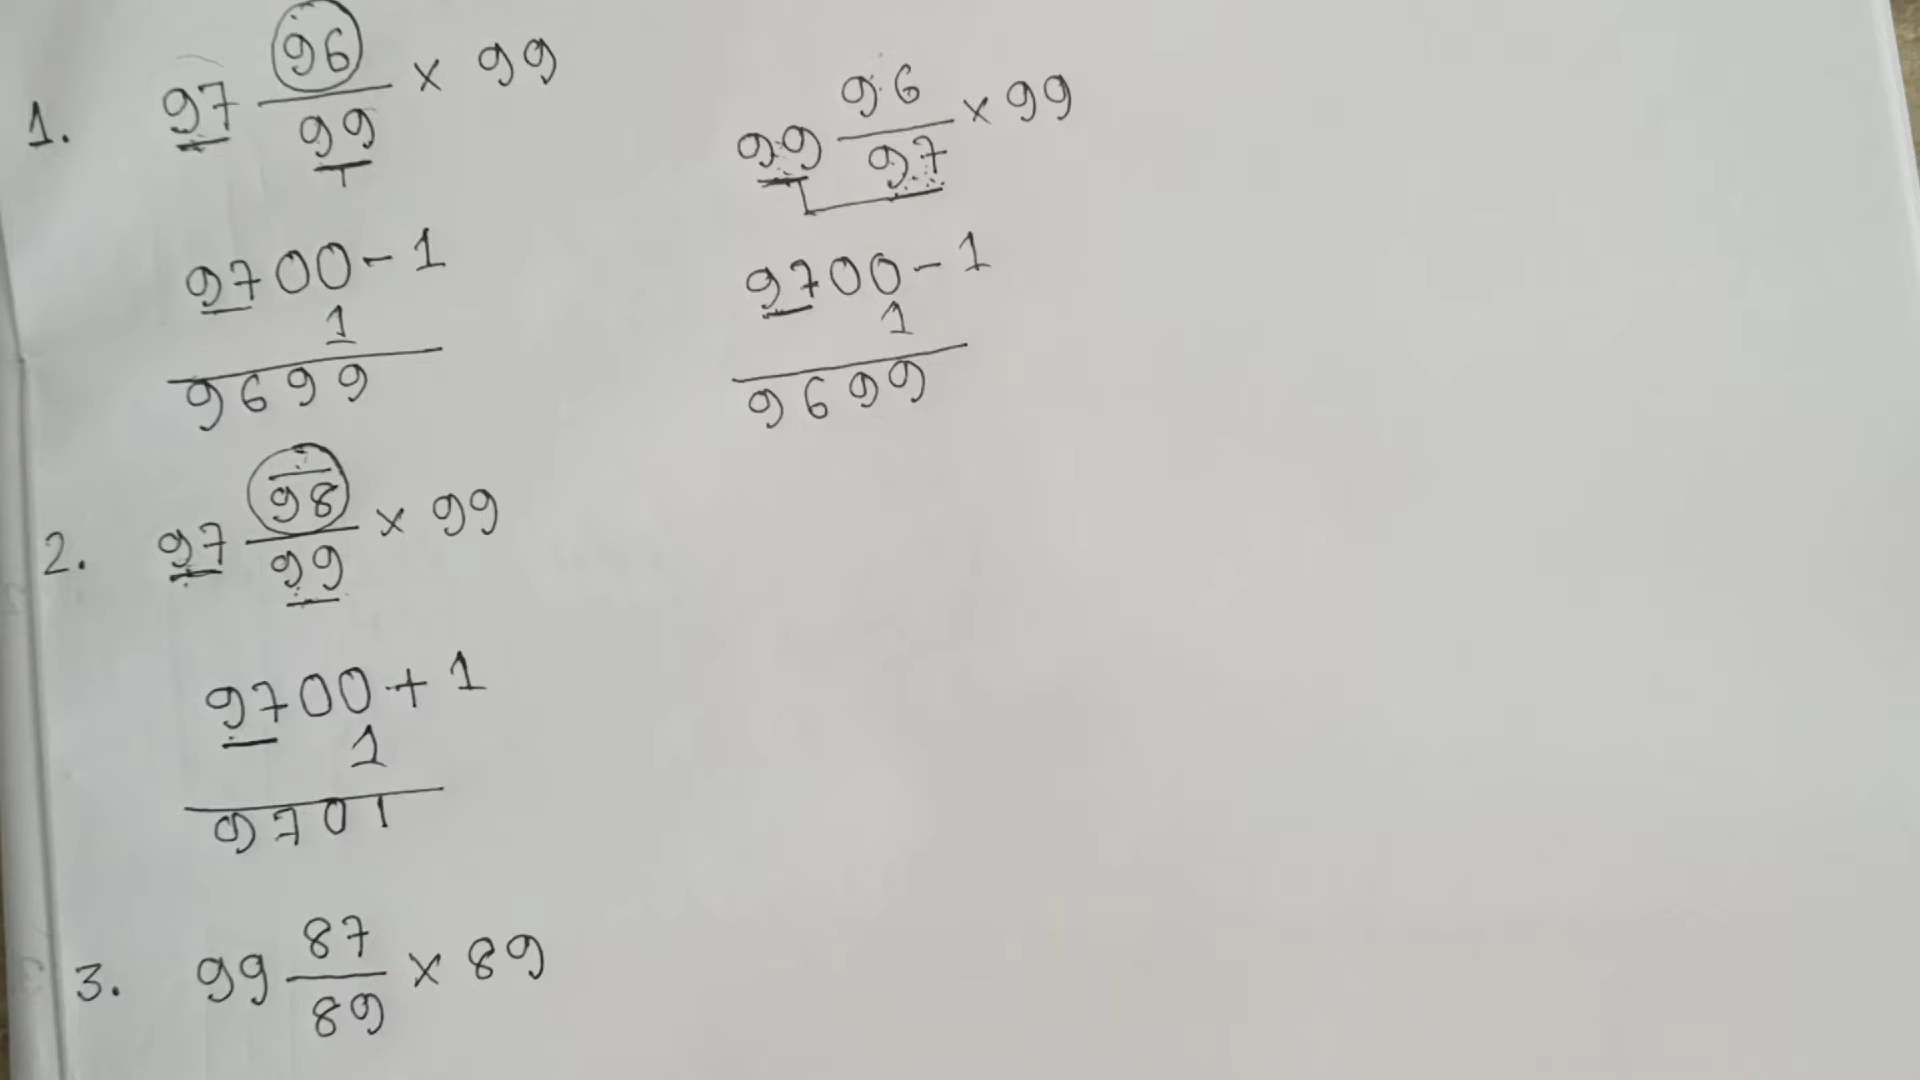 1. 97 96/99 × 99
9700 - 1
1
9699
99 96/97 × 99
9700 - 1
1
9699
2. 97 98/99 × 99
9700 + 1
1
9701
3. 99 87/89 × 89